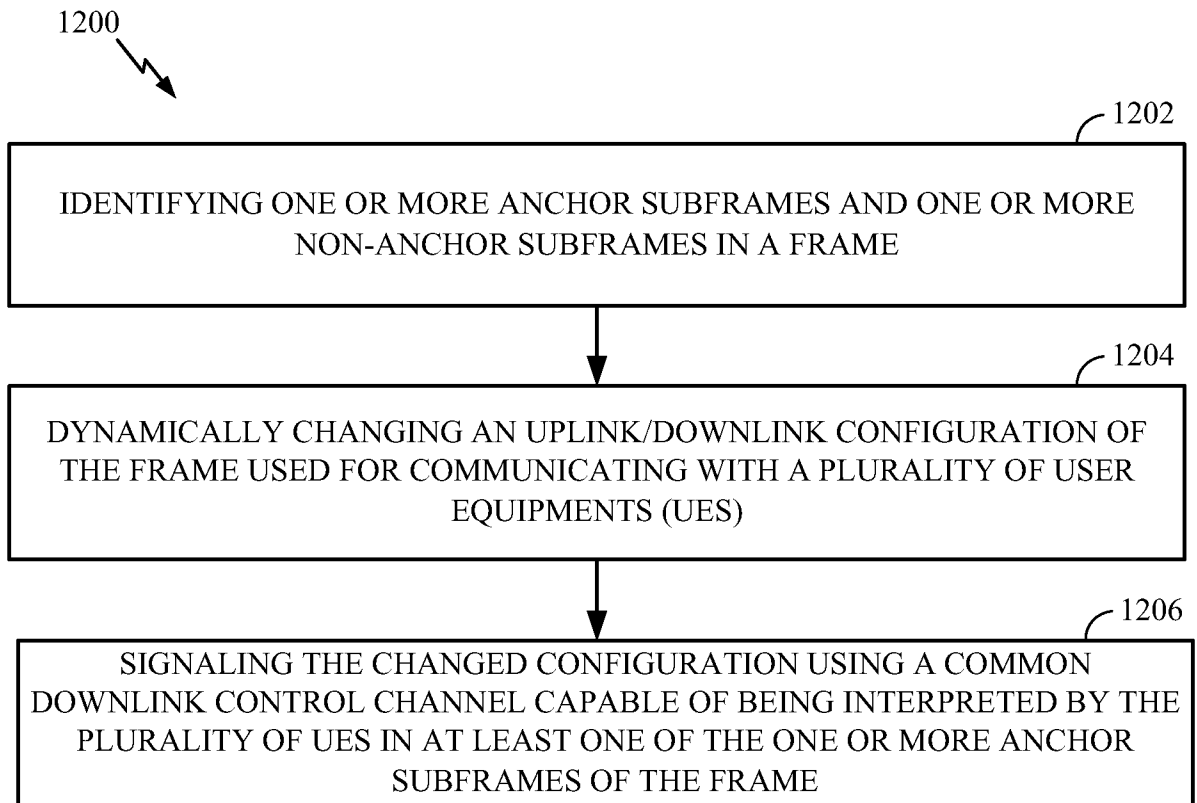 1200
1202
IDENTIFYING ONE OR MORE ANCHOR SUBFRAMES AND ONE OR MORE
NON-ANCHOR SUBFRAMES IN A FRAME
1204
DYNAMICALLY CHANGING AN UPLINK/DOWNLINK CONFIGURATION OF
THE FRAME USED FOR COMMUNICATING WITH A PLURALITY OF USER
EQUIPMENTS (UES)
1206
SIGNALING THE CHANGED CONFIGURATION USING A COMMON
DOWNLINK CONTROL CHANNEL CAPABLE OF BEING INTERPRETED BY THE
PLURALITY OF UES IN AT LEAST ONE OF THE ONE OR MORE ANCHOR
SUBFRAMES OF THE FRAME